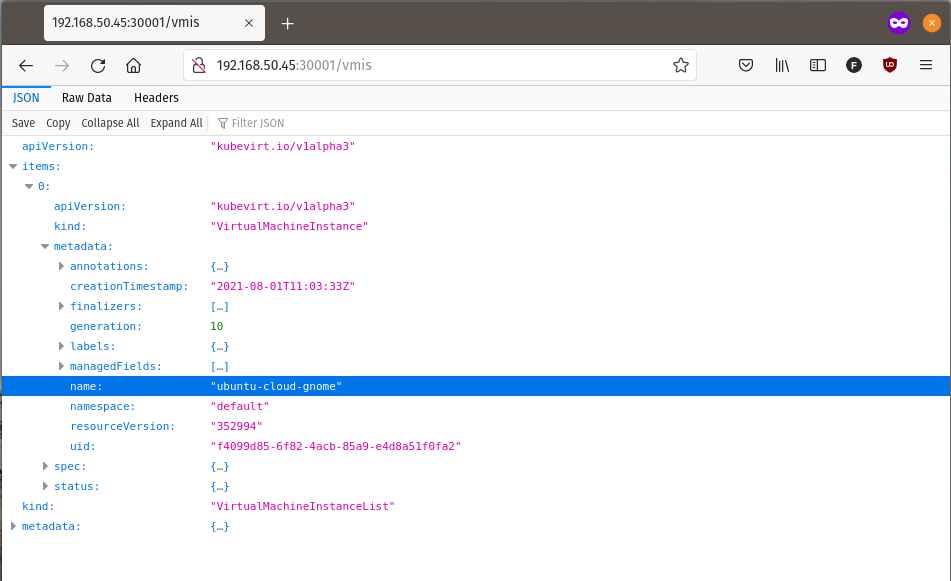 192.168.50.45:30001/vmis
192.168.50.45:30001/vmis
F
UD
JSON Raw Data Headers
Save Copy Collapse All Expand All Filter JSON
apiVersion: "kubevirt.io/v1alpha3"
items:
0:
apiVersion: "kubevirt.io/v1alpha3"
kind: "VirtualMachineInstance"
metadata:
annotations: {…}
creationTimestamp: "2021-08-01T11:03:33Z"
finalizers: […]
generation: 10
labels: {…}
managedFields: […]
name: "ubuntu-cloud-gnome"
namespace: "default"
resourceVersion: "352994"
uid: "f4099d85-6f82-4acb-85a9-e4d8a51f0fa2"
spec: {…}
status: {…}
kind: "VirtualMachineInstanceList"
metadata: {…}